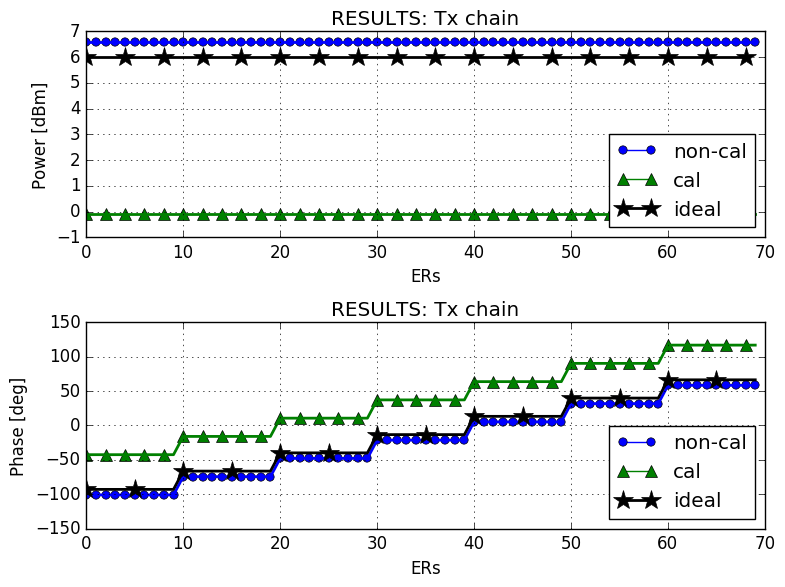 RESULTS: Tx chain
7
6
5
4
3
2
1
0
−1
Power [dBm]
non-cal
cal
ideal
0 10 20 30 40 50 60 70
ERs
RESULTS: Tx chain
150
100
50
0
−50
−100
−150
Phase [deg]
non-cal
cal
ideal
0 10 20 30 40 50 60 70
ERs